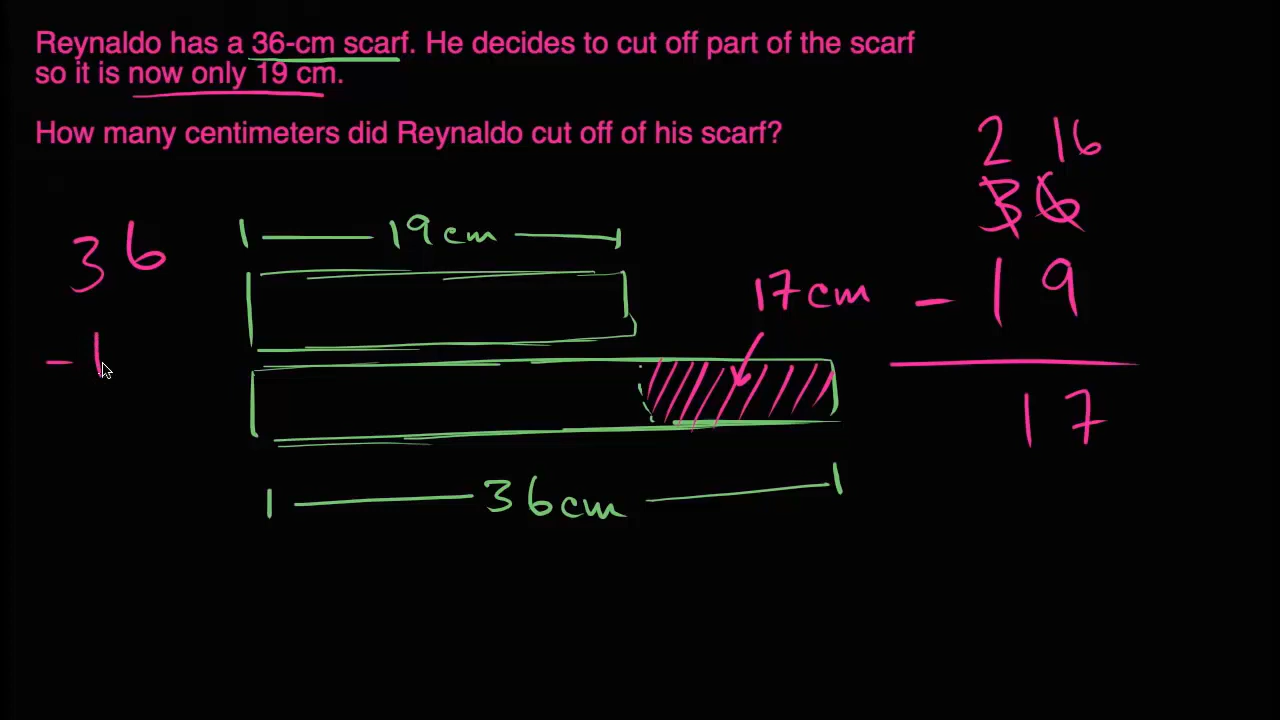 Reynaldo has a 36-cm scarf. He decides to cut off part of the scarf
so it is now only 19 cm.
How many centimeters did Reynaldo cut off of his scarf?
2 16
36
- 19
17
36
- 1
19cm
17cm
36cm